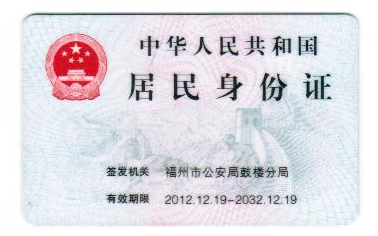 中华人民共和国
居民身份证
签发机关 福州市公安局鼓楼分局
有效期限 2012.12.19-2032.12.19